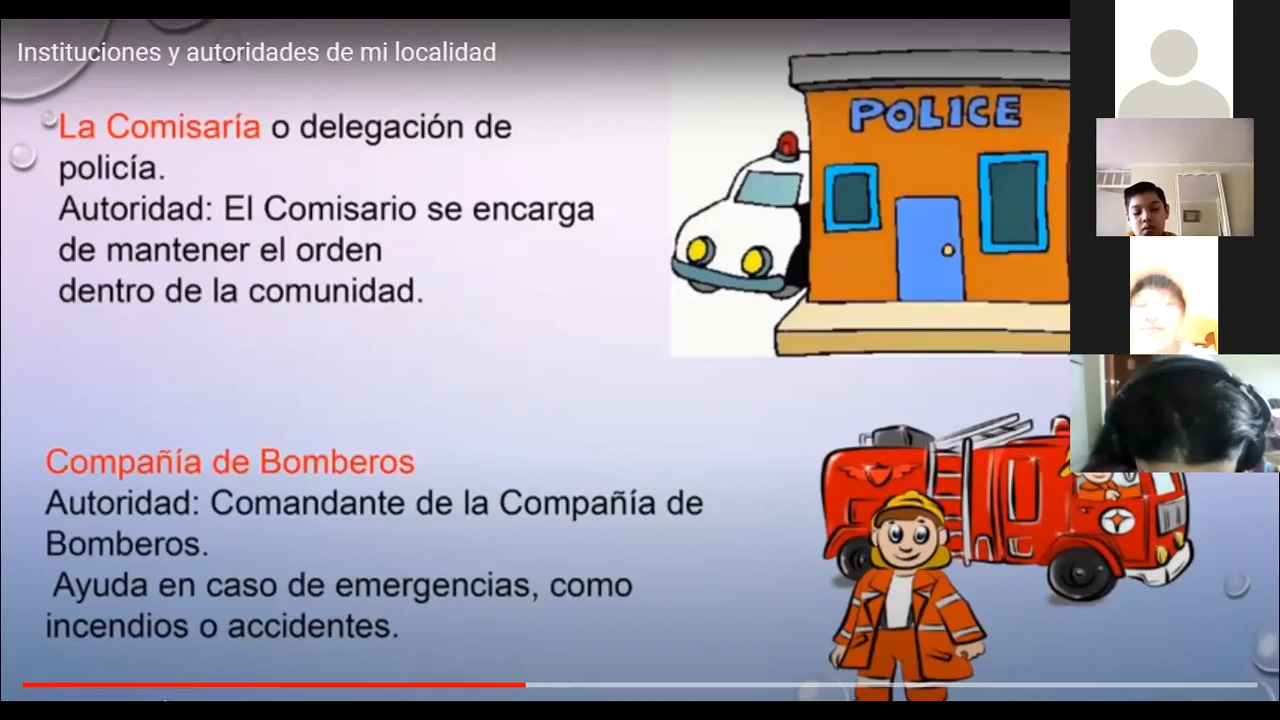 Instituciones y autoridades de mi localidad
La Comisaría o delegación de
policía.
Autoridad: El Comisario se encarga
de mantener el orden
dentro de la comunidad.
POLICE
Compañía de Bomberos
Autoridad: Comandante de la Compañía de
Bomberos.
Ayuda en caso de emergencias, como
incendios o accidentes.